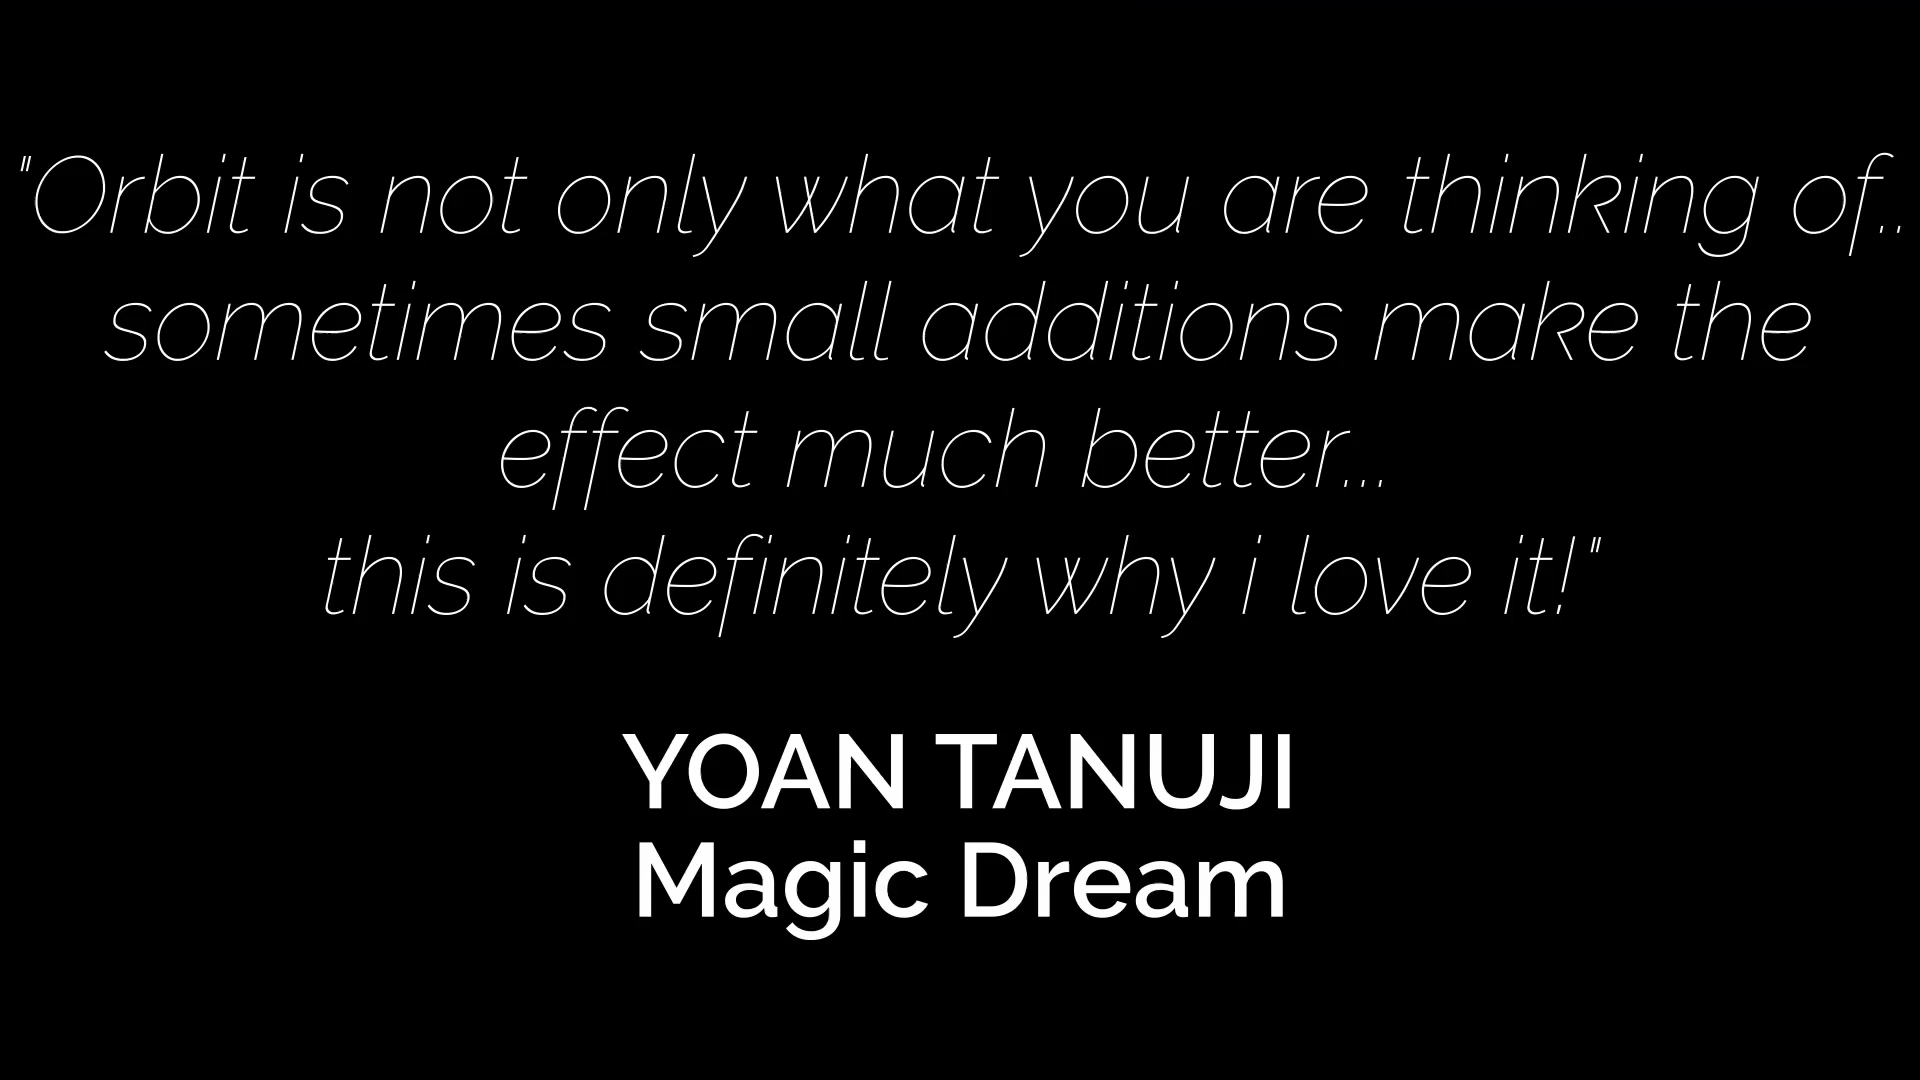 "Orbit is not only what you are thinking of..
sometimes small additions make the
effect much better...
this is definitely why i love it!"
YOAN TANUJI
Magic Dream